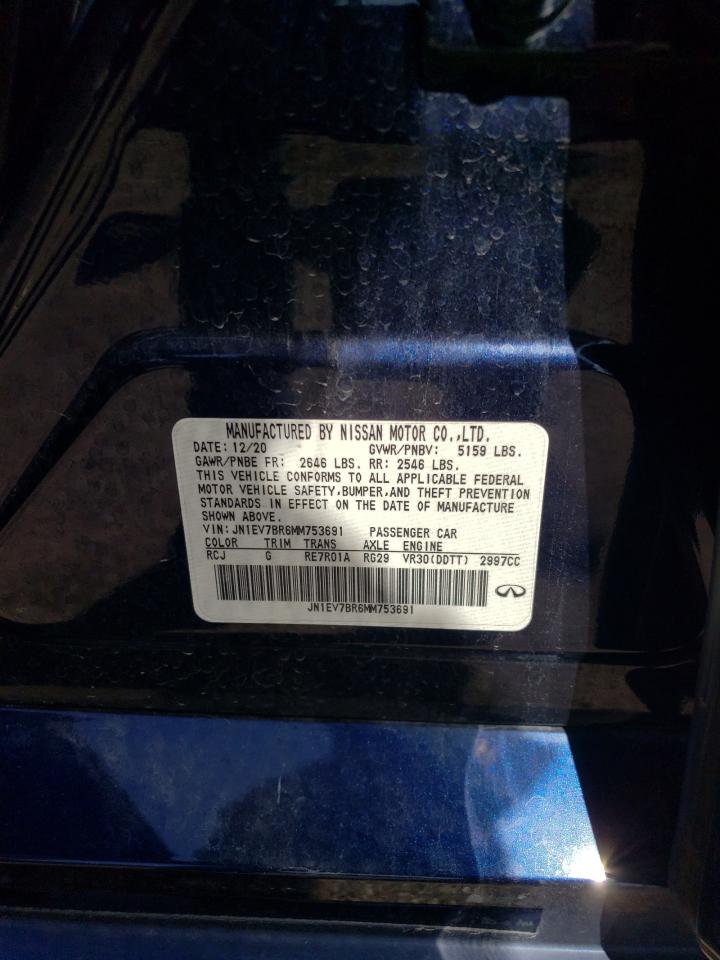 MANUFACTURED BY NISSAN MOTOR CO.,LTD.
DATE: 12/20 GVWR/PNBV: 5159 LBS.
GAWR/PNBE FR: 2646 LBS. RR: 2546 LBS.
THIS VEHICLE CONFORMS TO ALL APPLICABLE FEDERAL
MOTOR VEHICLE SAFETY,BUMPER,AND THEFT PREVENTION
STANDARDS IN EFFECT ON THE DATE OF MANUFACTURE
SHOWN ABOVE.
VIN: JN1EV7BR6MM753691 PASSENGER CAR
COLOR TRIM TRANS AXLE ENGINE
RCJ G RE7R01A RG29 VR30(DDTT) 2997CC
JN1EV7BR6MM753691